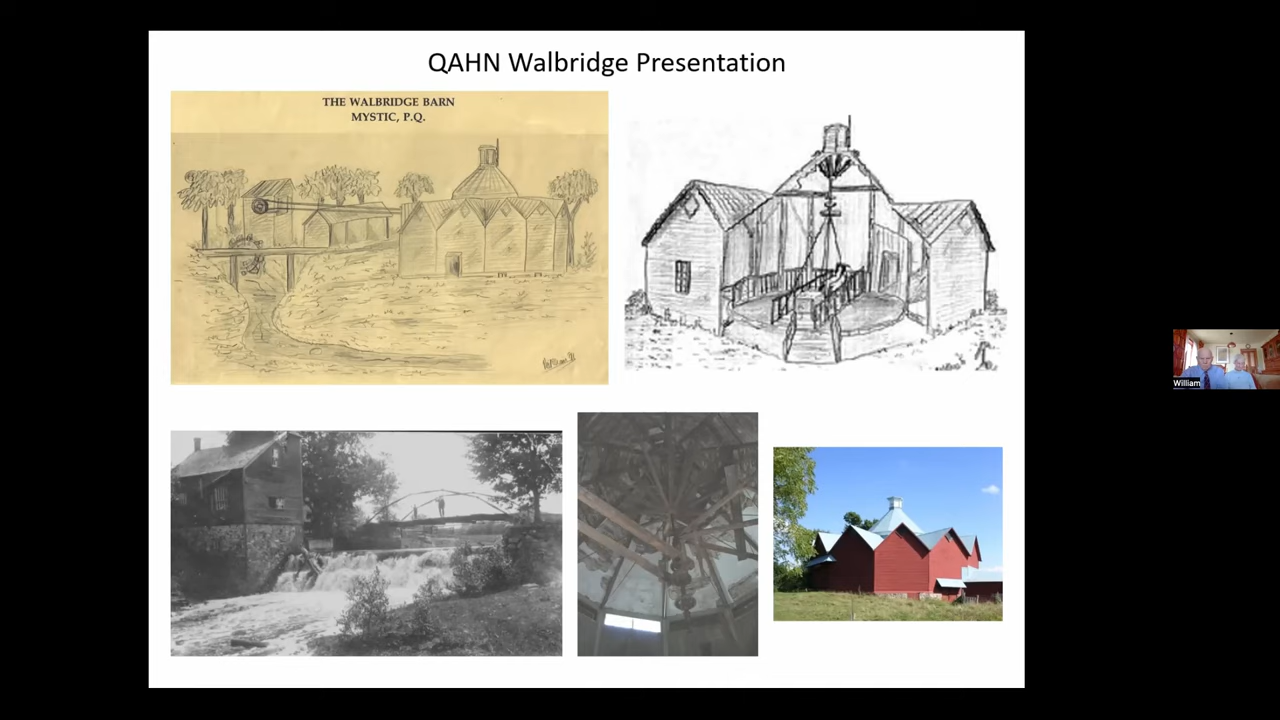 QAHN Walbridge Presentation
THE WALBRIDGE BARN
MYSTIC, P.Q.
William